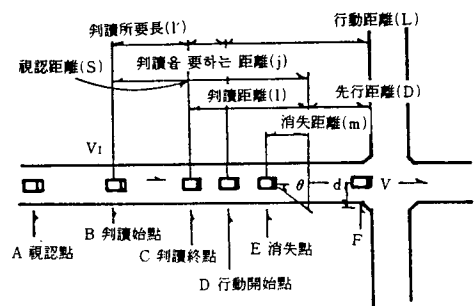 判讀所要長(l′)
行動距離(L)
判讀을 要하는 距離(j)
視認距離(S)
判讀距離(l)
先行距離(D)
消失距離(m)
V₁
θ
d
V
A 視認點
B 判讀始點
C 判讀終點
D 行動開始點
E 消失點
F